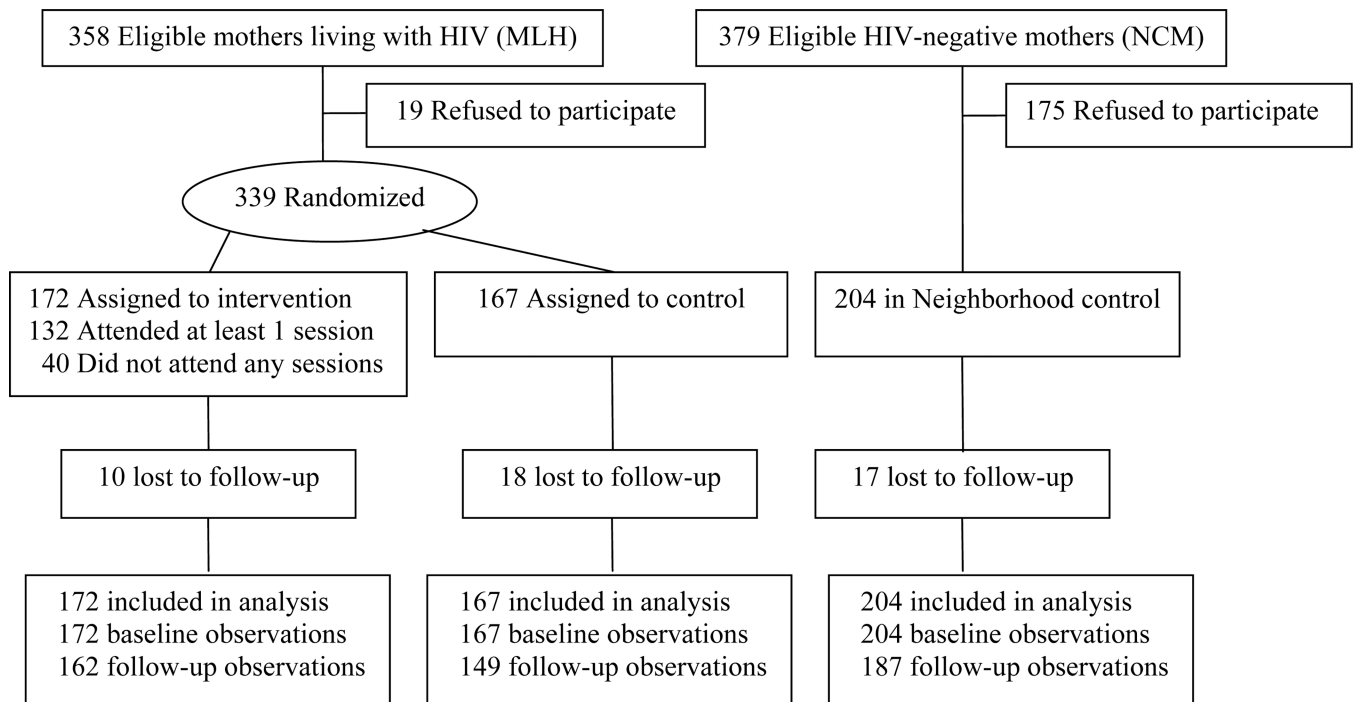 358 Eligible mothers living with HIV (MLH)
379 Eligible HIV-negative mothers (NCM)
19 Refused to participate
175 Refused to participate
339 Randomized
172 Assigned to intervention
132 Attended at least 1 session
40 Did not attend any sessions
167 Assigned to control
204 in Neighborhood control
10 lost to follow-up
18 lost to follow-up
17 lost to follow-up
172 included in analysis
172 baseline observations
162 follow-up observations
167 included in analysis
167 baseline observations
149 follow-up observations
204 included in analysis
204 baseline observations
187 follow-up observations